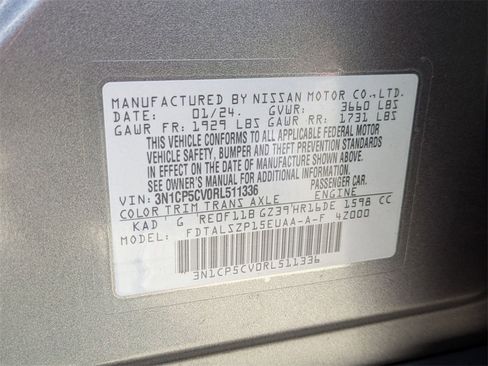 MANUFACTURED BY NISSAN MOTOR CO.,LTD.
DATE: 01/24. GVWR: 3660 LBS
GAWR FR: 1929 LBS GAWR RR: 1731 LBS
THIS VEHICLE CONFORMS TO ALL APPLICABLE FEDERAL MOTOR
VEHICLE SAFETY, BUMPER AND THEFT PREVENTION STANDARDS
IN EFFECT ON THE DATE OF MANUFACTURE SHOWN ABOVE.
SEE OWNER'S MANUAL FOR ADDITIONAL INFORMATION.
VIN: 3N1CP5CV0RL511336 PASSENGER CAR.
COLOR TRIM TRANS AXLE ENGINE
KAD G RE0F11B GZ39 HR16DE 1598 CC
MODEL: FDTALSZP15EUAA-A-F 4Z000
3N1CP5CV0RL511336